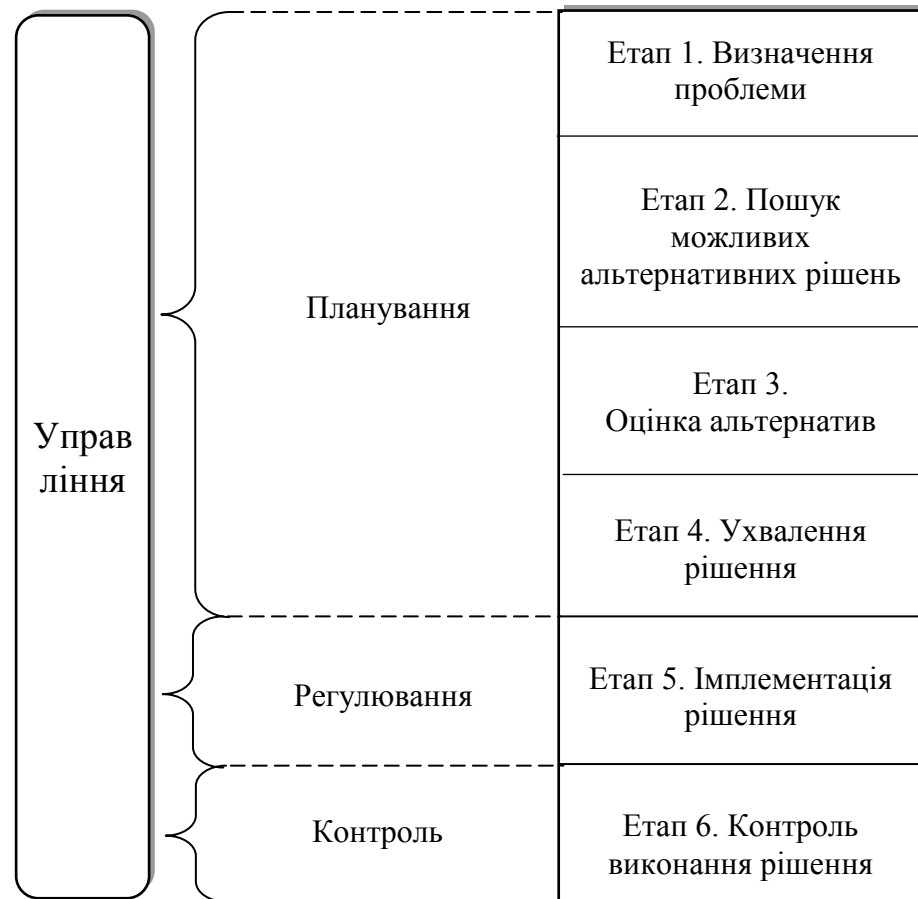 Управ
ління
Планування
Регулювання
Контроль
Етап 1. Визначення
проблеми
Етап 2. Пошук
можливих
альтернативних рішень
Етап 3.
Оцінка альтернатив
Етап 4. Ухвалення
рішення
Етап 5. Імплементація
рішення
Етап 6. Контроль
виконання рішення